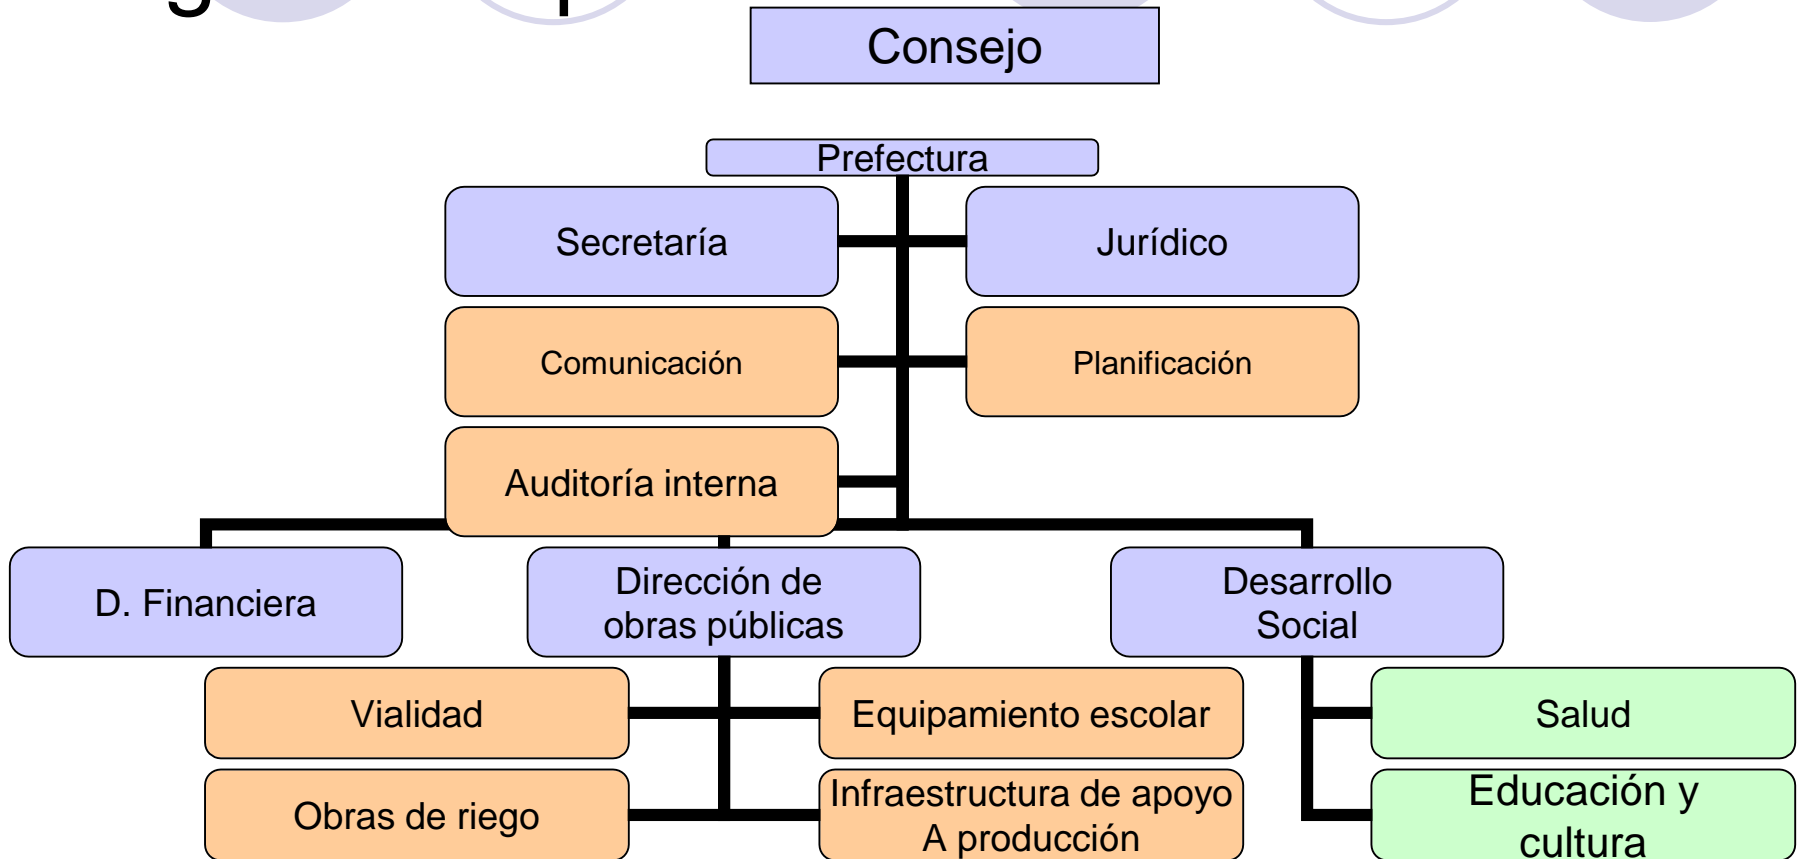 Consejo
Prefectura
Secretaría
Jurídico
Comunicación
Planificación
Auditoría interna
D. Financiera
Dirección de
obras públicas
Desarrollo
Social
Vialidad
Equipamiento escolar
Salud
Obras de riego
Infraestructura de apoyo
A producción
Educación y
cultura